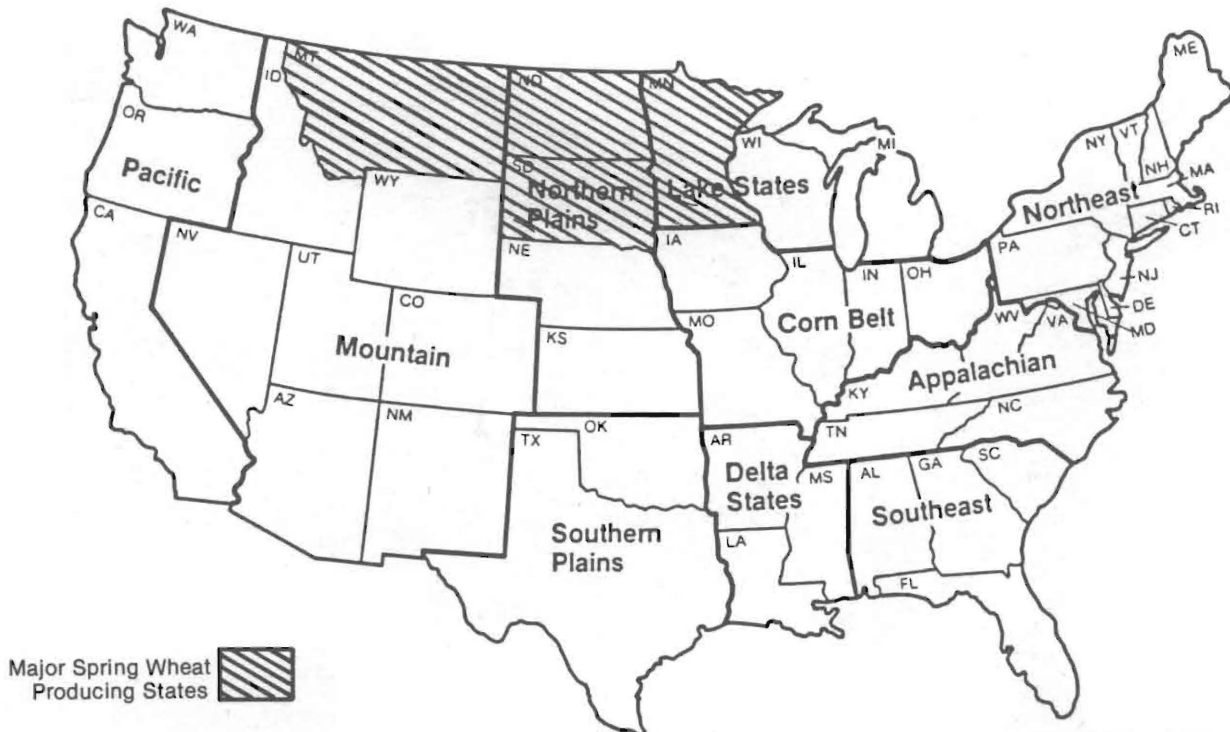 WA
MT
ID
ND
MN
ME
OR
WI
MI
NY
VT
NH
MA
Pacific
WY
SD
Northern
Plains
Lake States
Northeast
RI
CT
CA
NV
UT
NE
IA
IL
IN
OH
PA
NJ
DE
MD
CO
MO
Corn Belt
WV
VA
Mountain
KS
KY
Appalachian
AZ
NM
OK
TX
AR
TN
NC
Delta
States
MS
AL
GA
SC
Southeast
Southern
Plains
LA
FL
Major Spring Wheat
Producing States